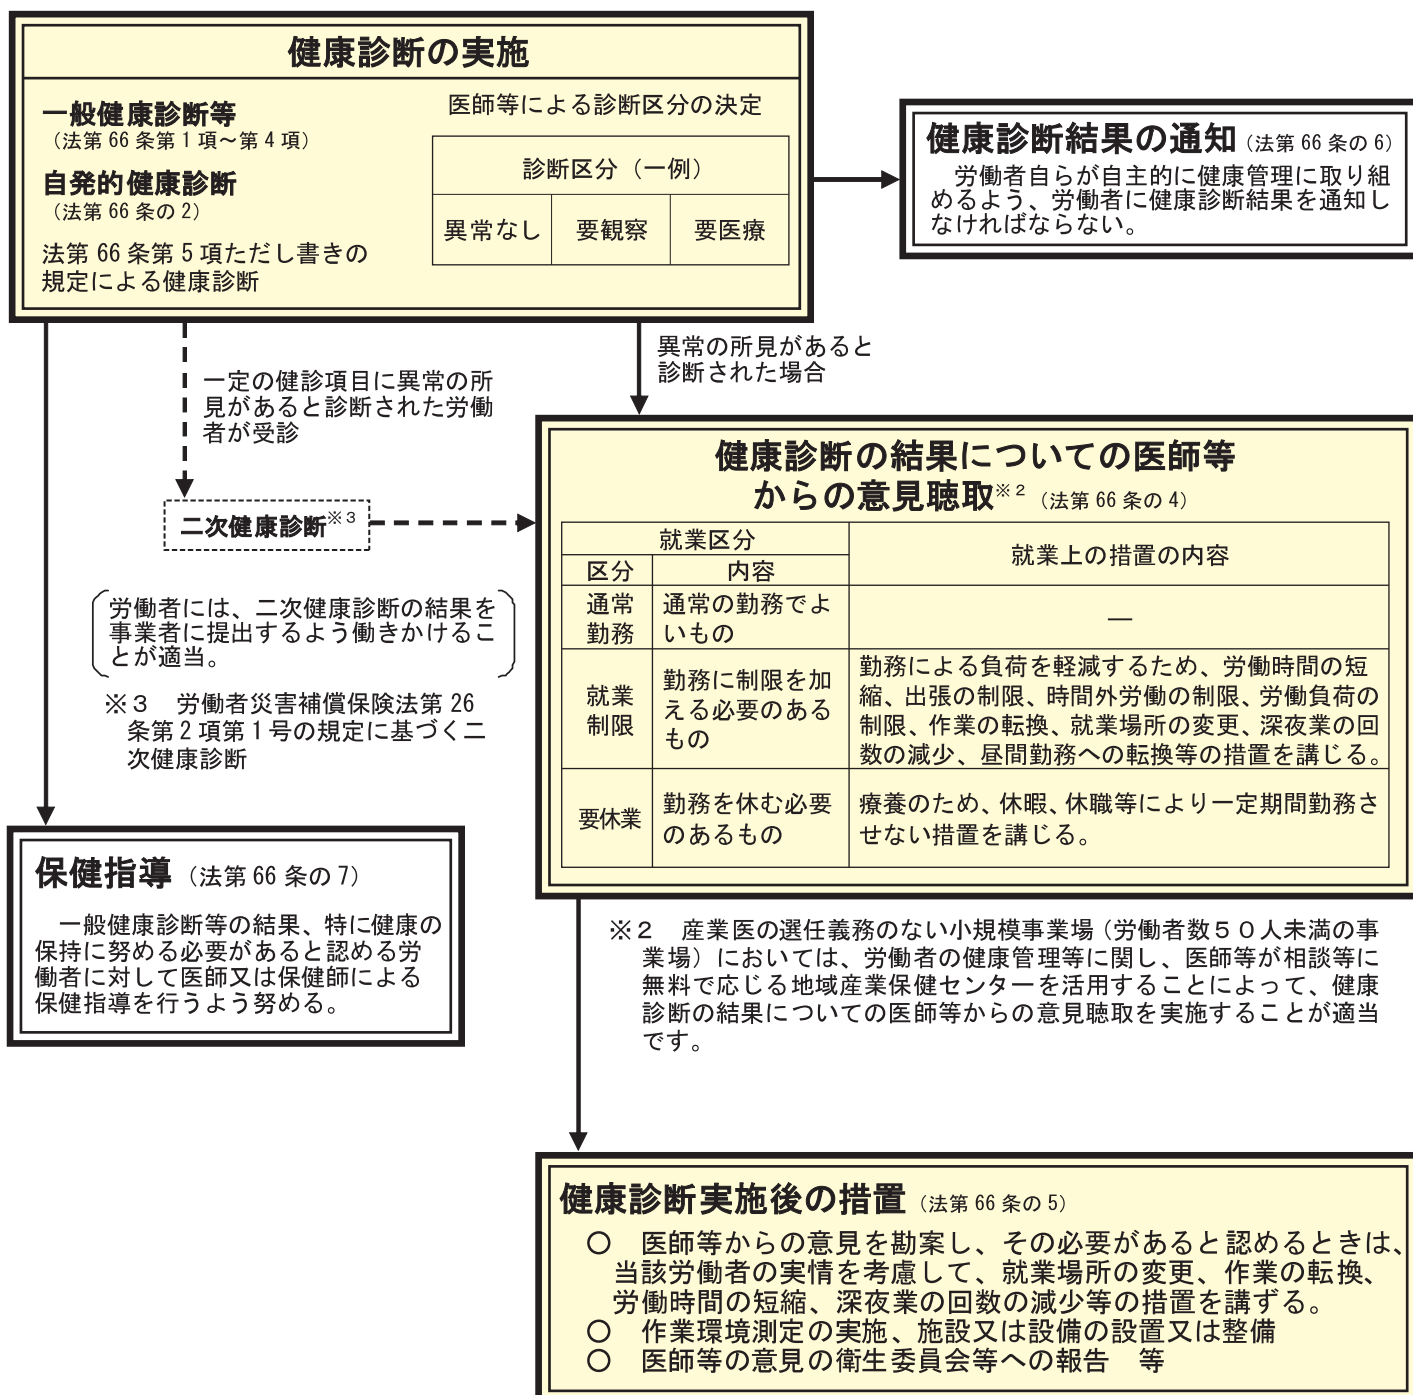 健康診断の実施
一般健康診断等
（法第 66 条第 1 項～第 4 項）
自発的健康診断
（法第 66 条の 2）
法第 66 条第 5 項ただし書きの
規定による健康診断
医師等による診断区分の決定
診断区分（一例）
異常なし 要観察 要医療
健康診断結果の通知（法第 66 条の 6）
労働者自らが自主的に健康管理に取り組
めるよう、労働者に健康診断結果を通知し
なければならない。
異常の所見があると
診断された場合
一定の健診項目に異常の所
見があると診断された労働
者が受診
二次健康診断※３
労働者には、二次健康診断の結果を
事業者に提出するよう働きかけるこ
とが適当。
※３　労働者災害補償保険法第 26
条第 2 項第 1 号の規定に基づく二
次健康診断
健康診断の結果についての医師等
からの意見聴取※２（法第 66 条の 4）
就業区分
就業上の措置の内容
区分 内容
通常
勤務
通常の勤務でよ
いもの
―
就業
制限
勤務に制限を加
える必要のある
もの
勤務による負荷を軽減するため、労働時間の短
縮、出張の制限、時間外労働の制限、労働負荷の
制限、作業の転換、就業場所の変更、深夜業の回
数の減少、昼間勤務への転換等の措置を講じる。
要休業
勤務を休む必要
のあるもの
療養のため、休暇、休職等により一定期間勤務さ
せない措置を講じる。
保健指導（法第 66 条の 7）
一般健康診断等の結果、特に健康の
保持に努める必要があると認める労
働者に対して医師又は保健師による
保健指導を行うよう努める。
※２　産業医の選任義務のない小規模事業場（労働者数５０人未満の事
業場）においては、労働者の健康管理等に関し、医師等が相談等に
無料で応じる地域産業保健センターを活用することによって、健康
診断の結果についての医師等からの意見聴取を実施することが適当
です。
健康診断実施後の措置（法第 66 条の 5）
○　医師等からの意見を勘案し、その必要があると認めるときは、
当該労働者の実情を考慮して、就業場所の変更、作業の転換、
労働時間の短縮、深夜業の回数の減少等の措置を講ずる。
○　作業環境測定の実施、施設又は設備の設置又は整備
○　医師等の意見の衛生委員会等への報告　等